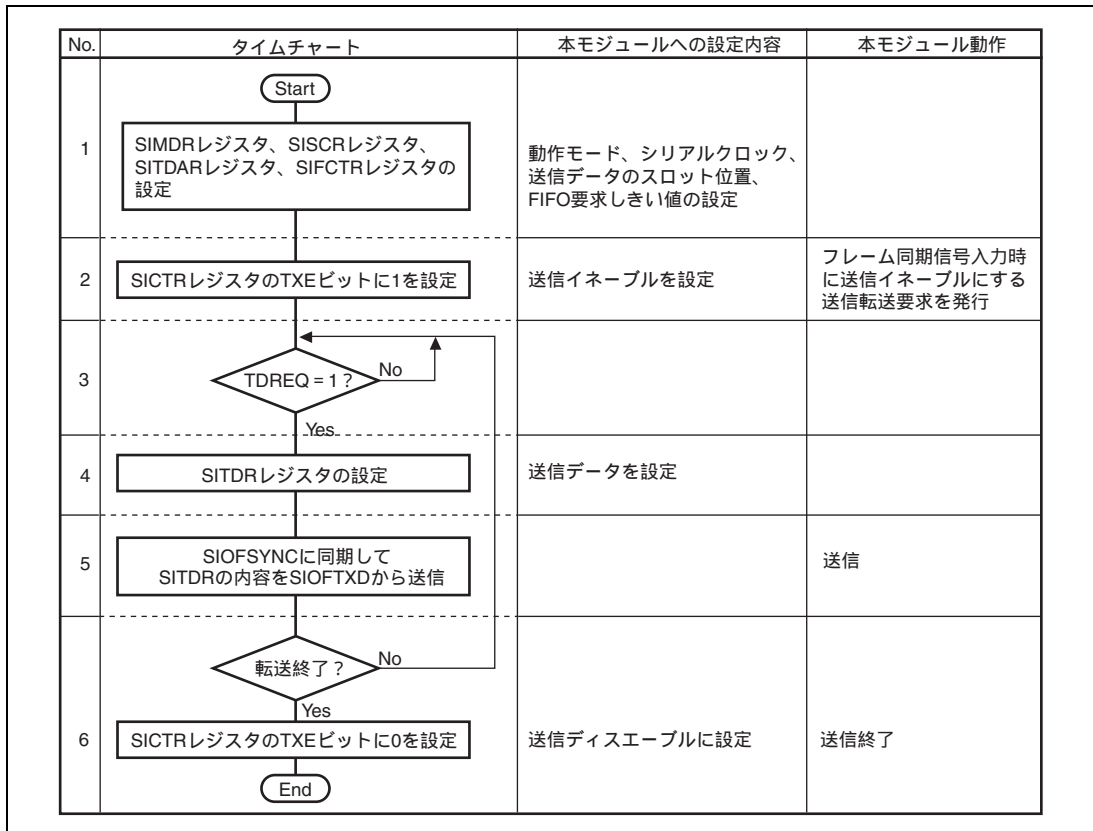 No.
タイムチャート
本モジュールへの設定内容
本モジュール動作
Start
1
SIMDRレジスタ、SISCRレジスタ、
SITDARレジスタ、SIFCTRレジスタの
設定
動作モード、シリアルクロック、
送信データのスロット位置、
FIFO要求しきい値の設定
2
SICTRレジスタのTXEビットに1を設定
送信イネーブルを設定
フレーム同期信号入力時
に送信イネーブルにする
送信転送要求を発行
3
TDREQ = 1 ?
No
Yes
4
SITDRレジスタの設定
送信データを設定
5
SIOFSYNCに同期して
SITDRの内容をSIOFTXDから送信
送信
転送終了？
No
Yes
6
SICTRレジスタのTXEビットに0を設定
送信ディスエーブルに設定
送信終了
End